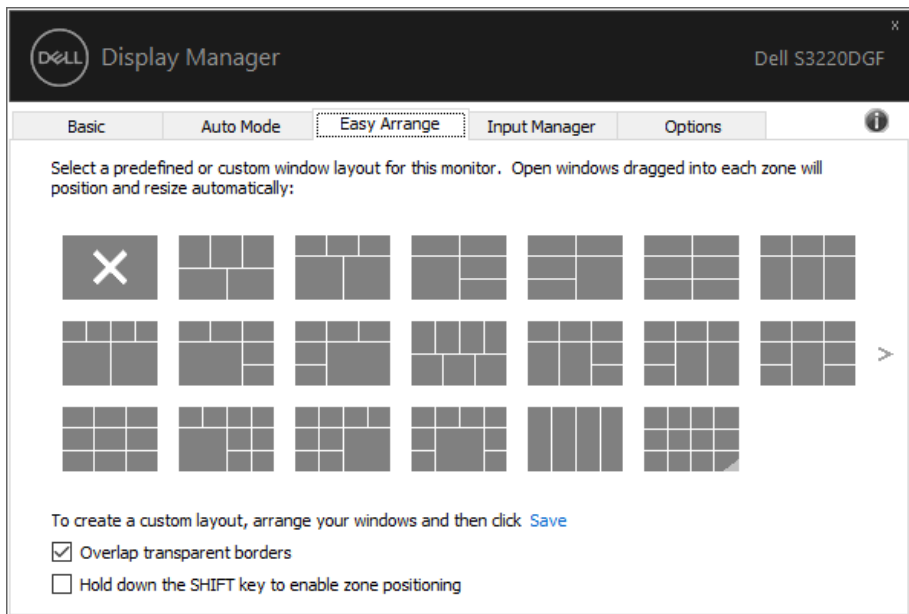 x
DELL Display Manager
Dell S3220DGF
Basic
Auto Mode
Easy Arrange
Input Manager
Options
i
Select a predefined or custom window layout for this monitor.  Open windows dragged into each zone will
position and resize automatically:
>
To create a custom layout, arrange your windows and then click Save
Overlap transparent borders
Hold down the SHIFT key to enable zone positioning